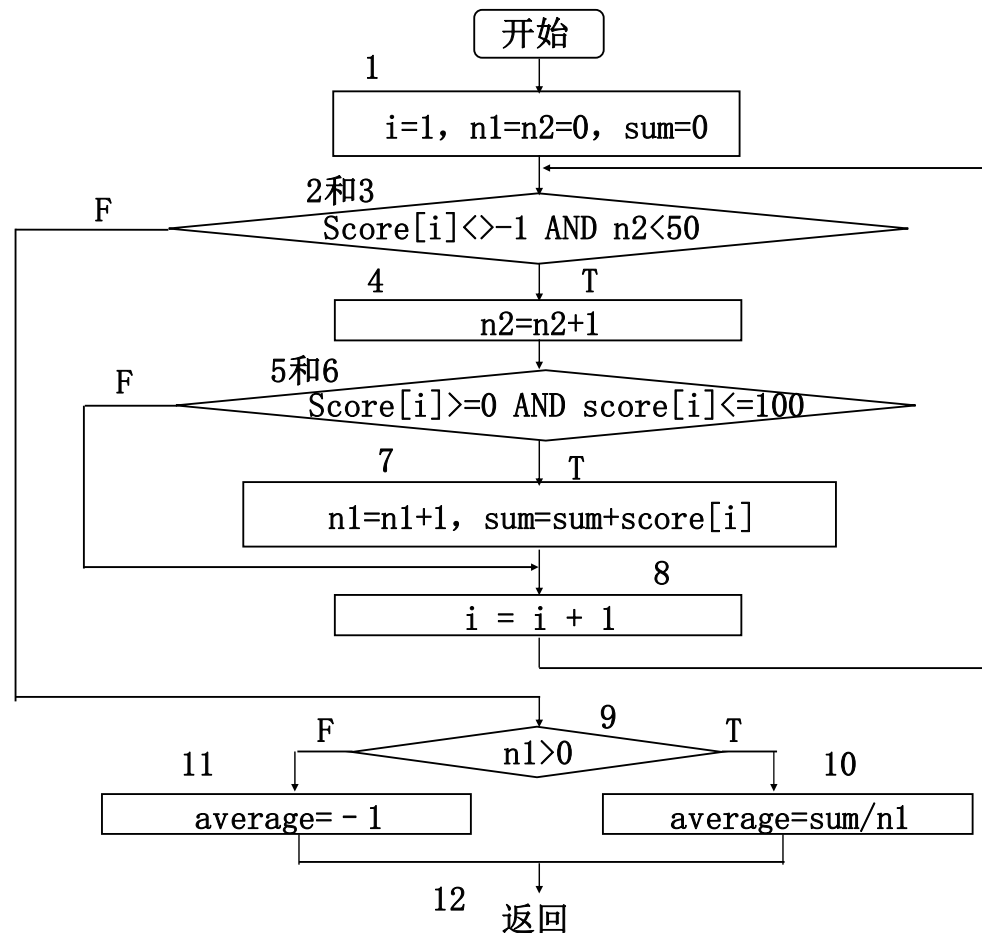 开始
1
i=1, n1=n2=0, sum=0
2和3
F
Score[i]<>-1 AND n2<50
4
T
n2=n2+1
5和6
F
Score[i]>=0 AND score[i]<=100
7
T
n1=n1+1, sum=sum+score[i]
8
i = i + 1
9
F
T
n1>0
11
10
average=-1
average=sum/n1
12
返回